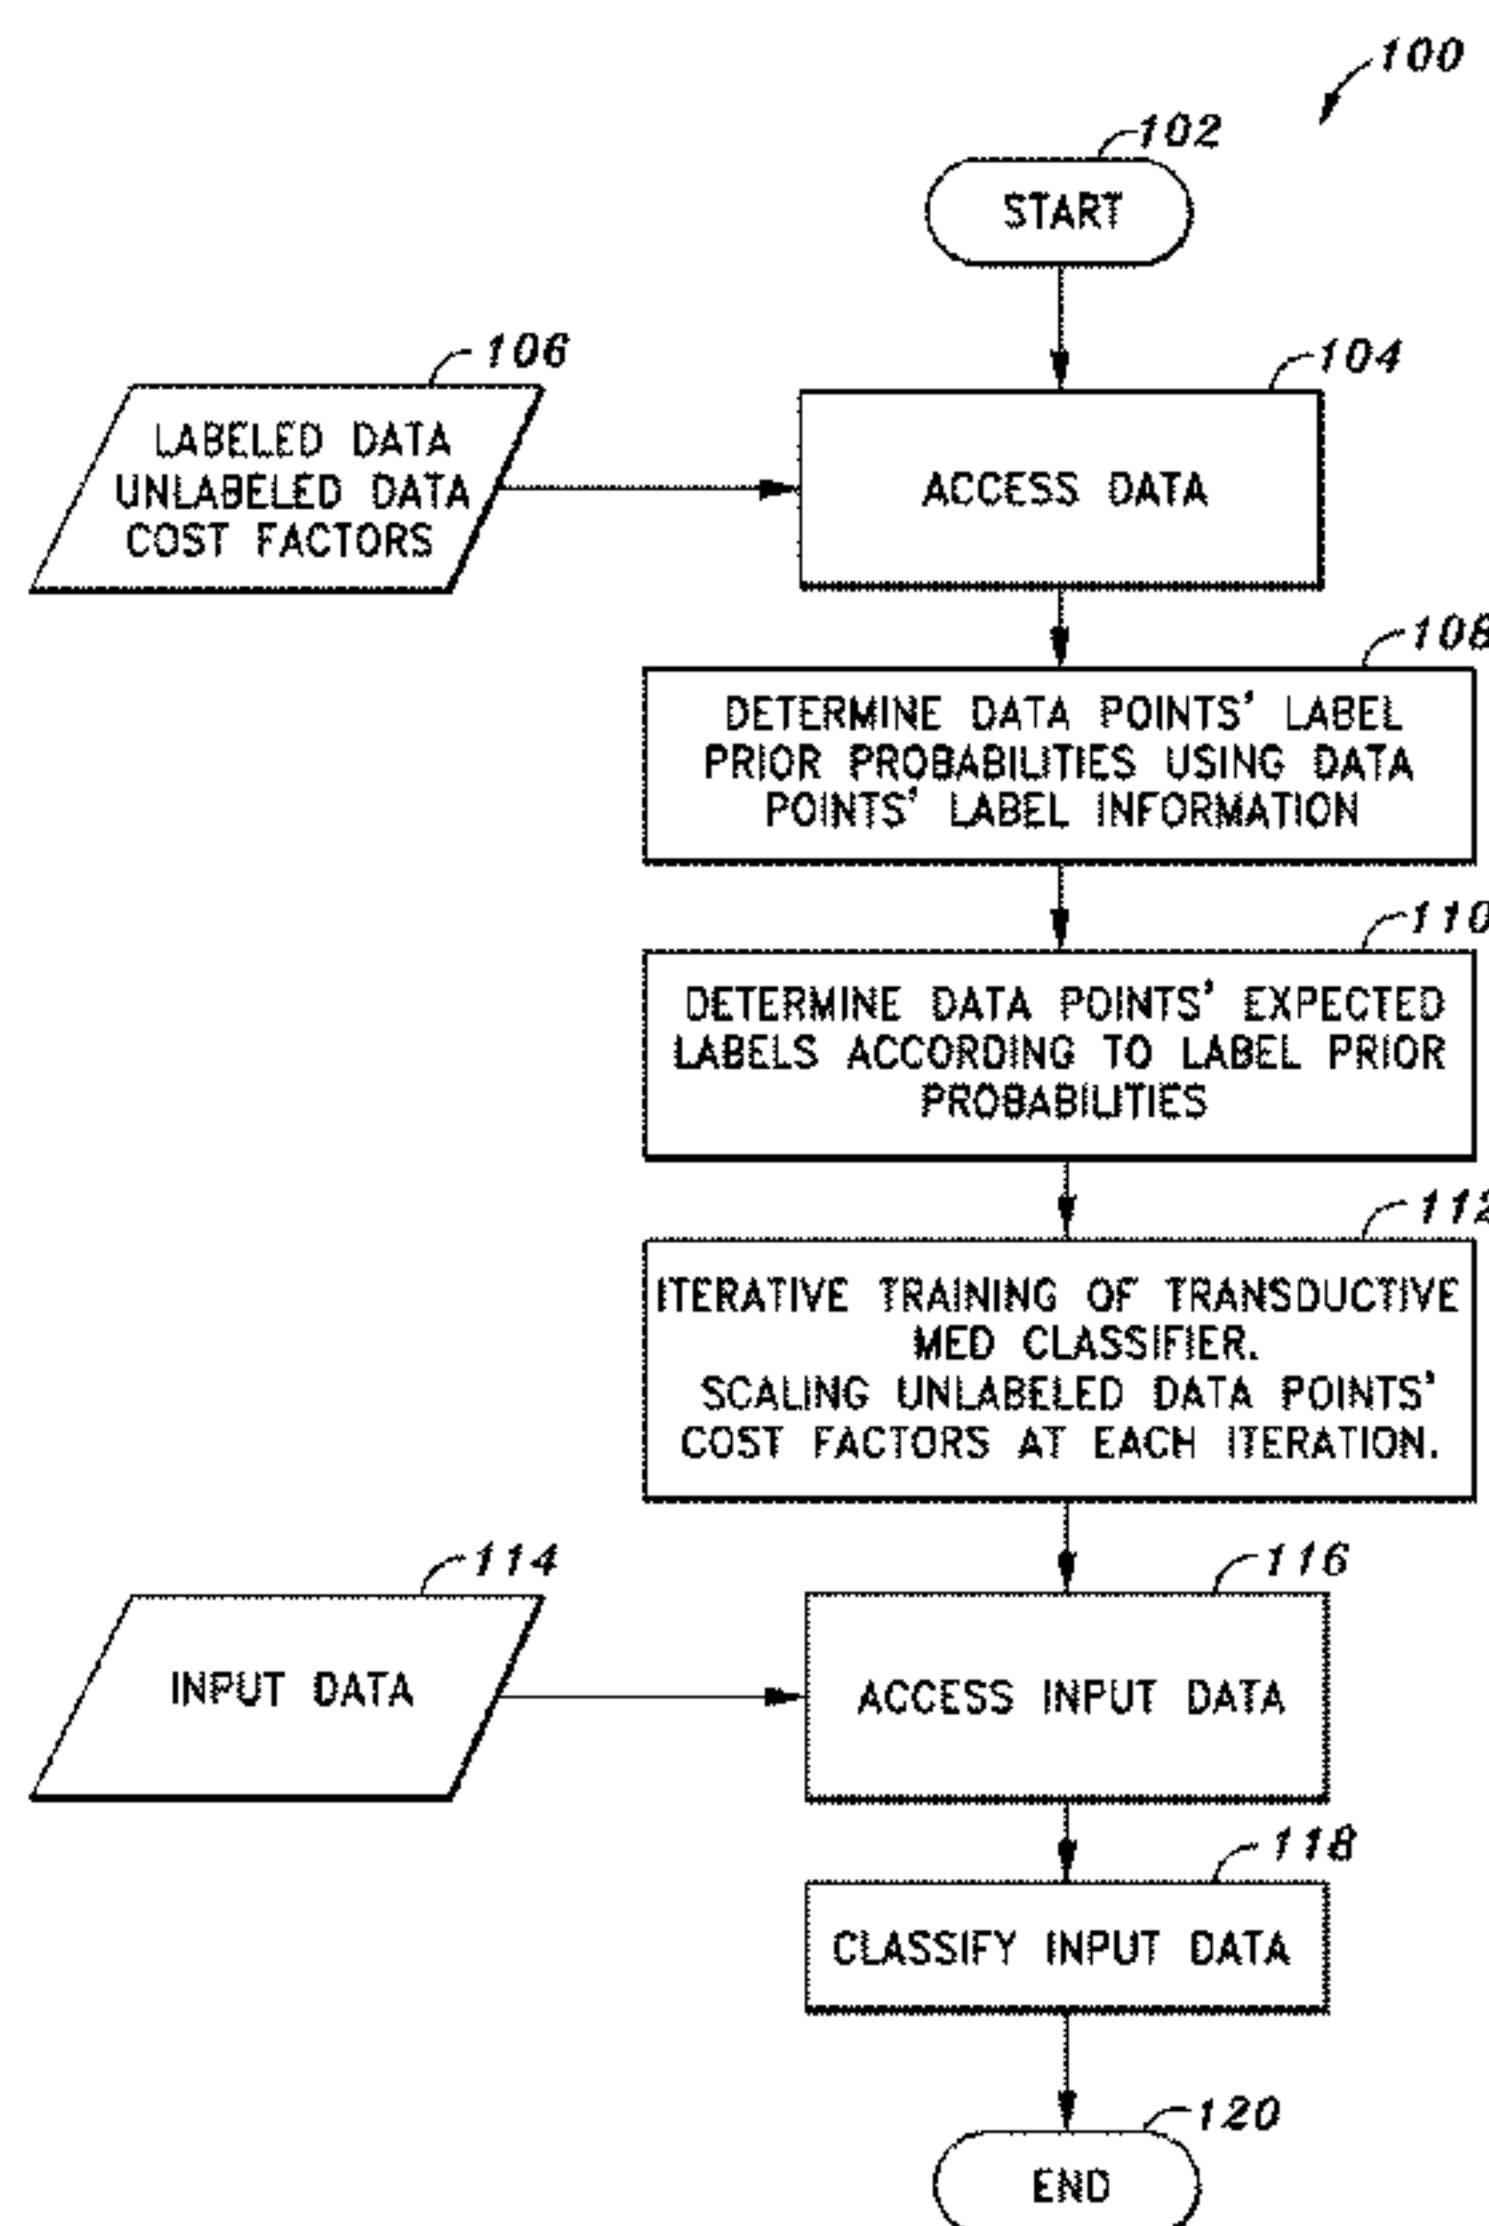 100
102
START
106
104
LABELED DATA
UNLABELED DATA
COST FACTORS
ACCESS DATA
108
DETERMINE DATA POINTS' LABEL
PRIOR PROBABILITIES USING DATA
POINTS' LABEL INFORMATION
110
DETERMINE DATA POINTS' EXPECTED
LABELS ACCORDING TO LABEL PRIOR
PROBABILITIES
112
ITERATIVE TRAINING OF TRANSDUCTIVE
MED CLASSIFIER.
SCALING UNLABELED DATA POINTS'
COST FACTORS AT EACH ITERATION.
114
116
INPUT DATA
ACCESS INPUT DATA
118
CLASSIFY INPUT DATA
120
END